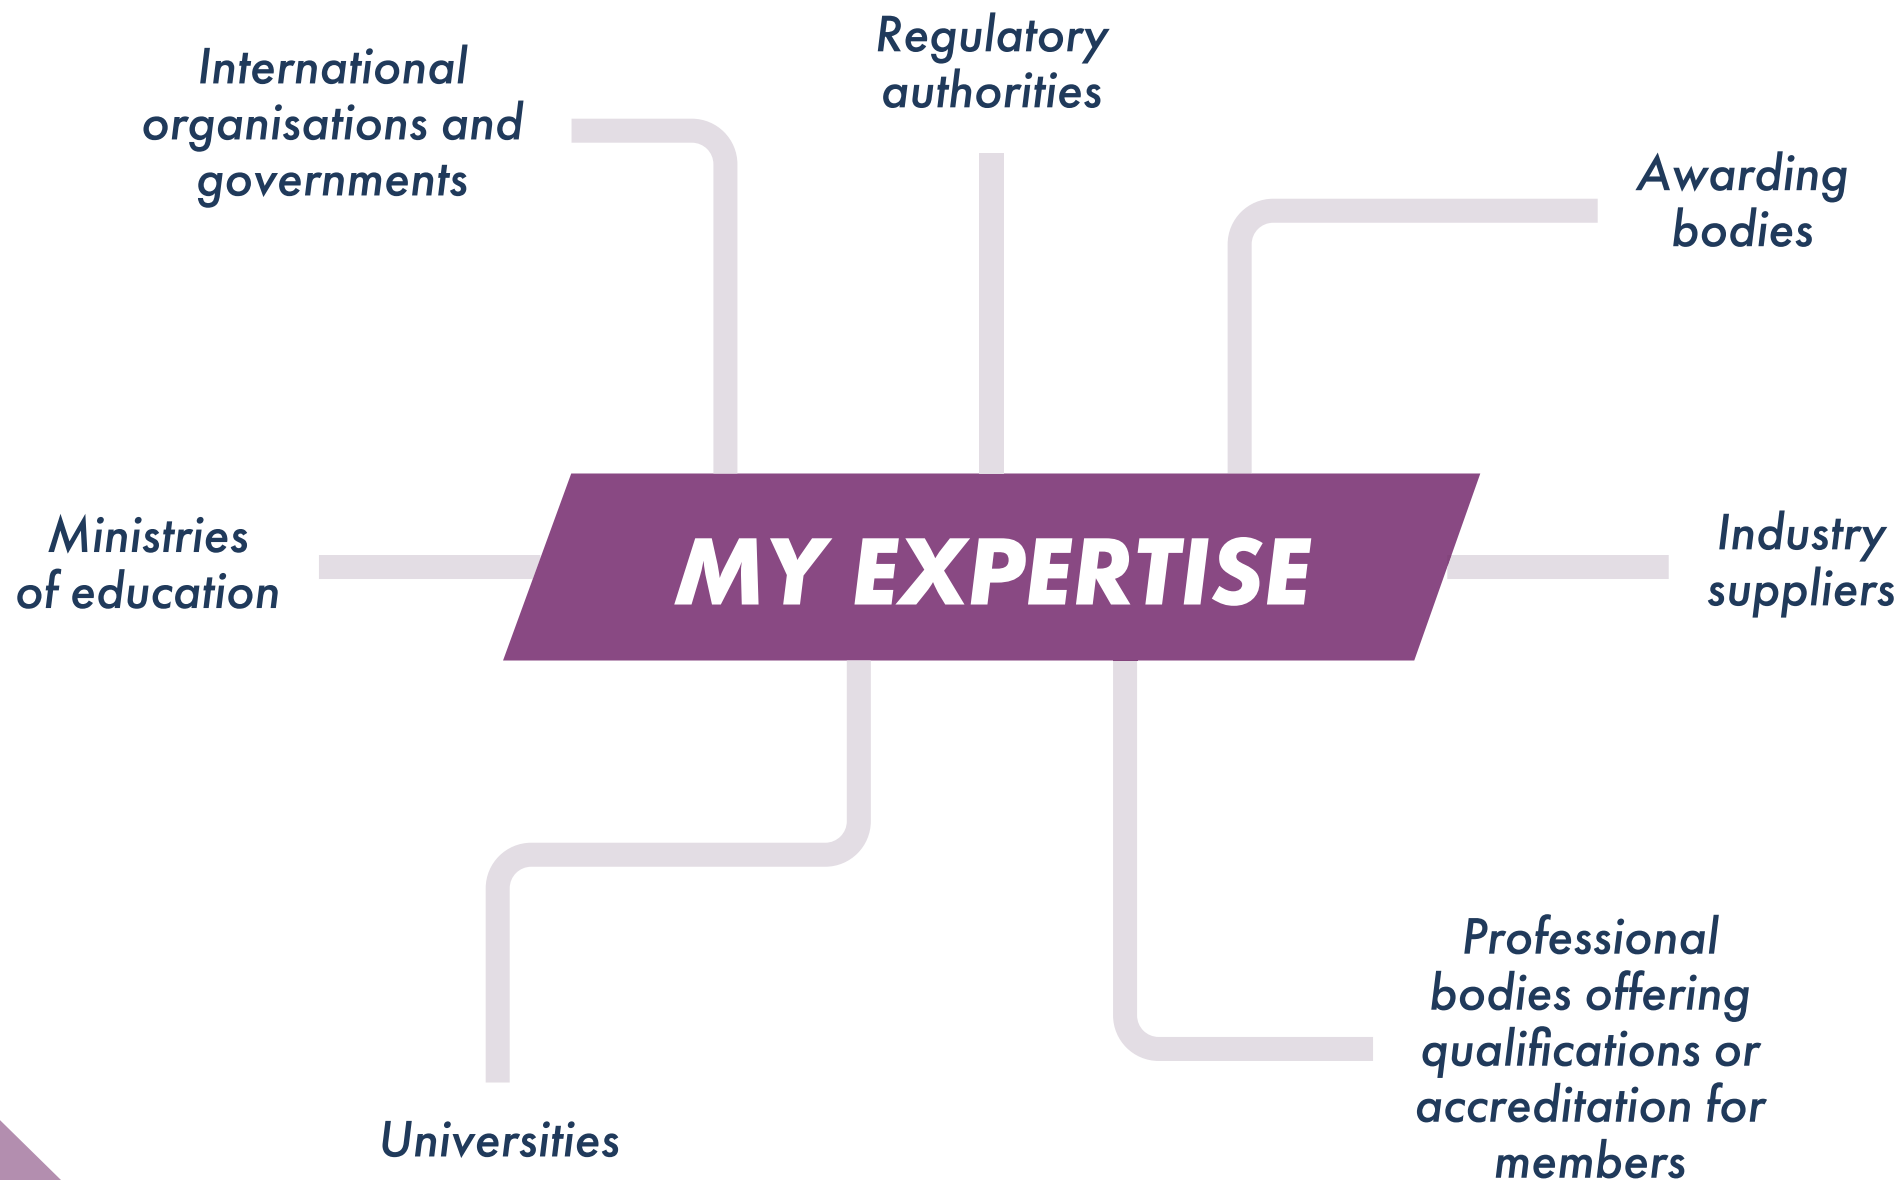 International
organisations and
governments
Regulatory
authorities
Awarding
bodies
Ministries
of education
MY EXPERTISE
Industry
suppliers
Universities
Professional
bodies offering
qualifications or
accreditation for
members